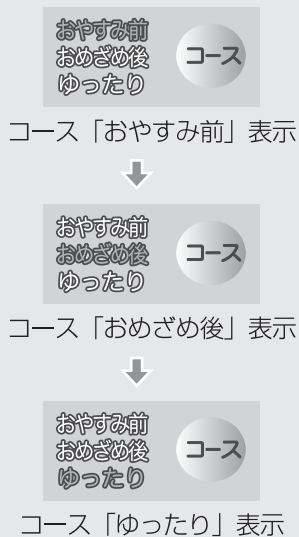 おやすみ前
おめざめ後
ゆったり
コース
コース「おやすみ前」表示
おやすみ前
おめざめ後
ゆったり
コース
コース「おめざめ後」表示
おやすみ前
おめざめ後
ゆったり
コース
コース「ゆったり」表示